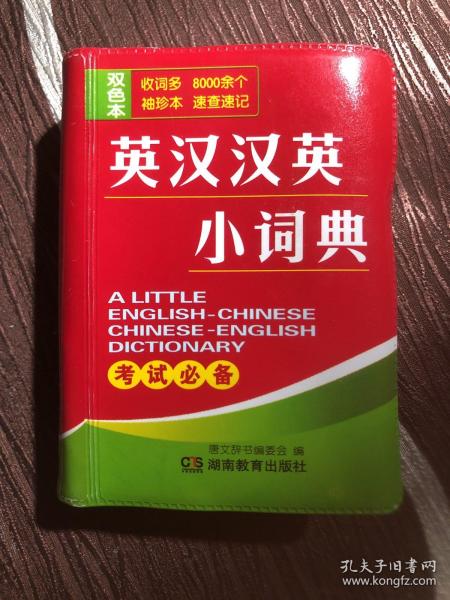 双色本
收词多 8000余个
袖珍本 速查速记
英汉汉英
小词典
A LITTLE
ENGLISH-CHINESE
CHINESE-ENGLISH
DICTIONARY
考试必备
唐文辞书编委会 编
湖南教育出版社
孔夫子旧书网
www.kongfz.com